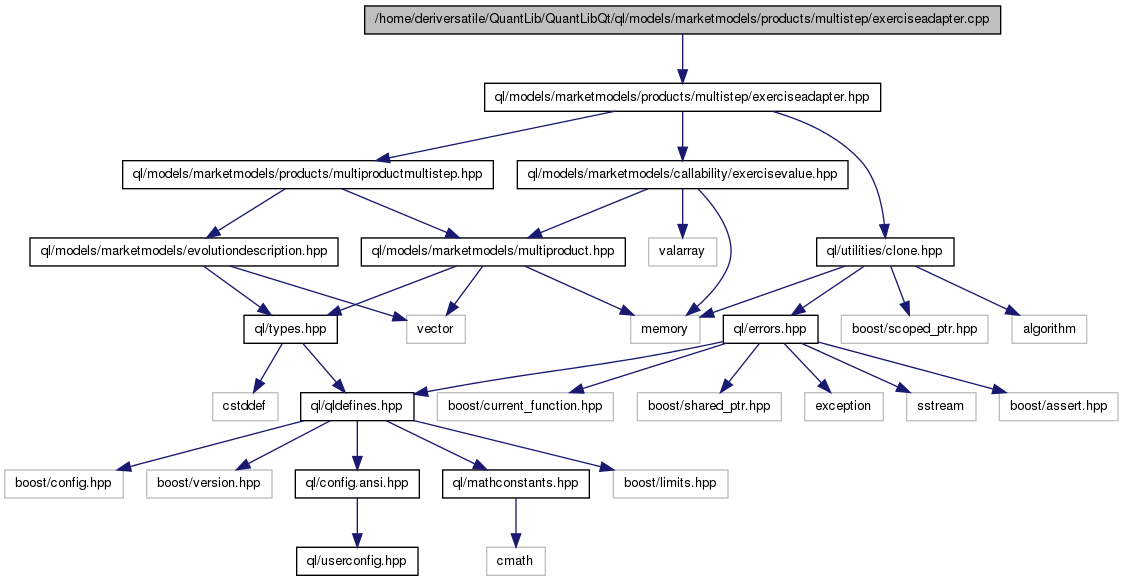 /home/deriversatile/QuantLib/QuantLibQt/ql/models/marketmodels/products/multistep/exerciseadapter.cpp
ql/models/marketmodels/products/multistep/exerciseadapter.hpp
ql/models/marketmodels/products/multiproductmultistep.hpp
ql/models/marketmodels/callability/exercisevalue.hpp
ql/models/marketmodels/evolutiondescription.hpp
ql/models/marketmodels/multiproduct.hpp
valarray
ql/utilities/clone.hpp
ql/types.hpp
vector
memory
ql/errors.hpp
boost/scoped_ptr.hpp
algorithm
cstddef
ql/qldefines.hpp
boost/current_function.hpp
boost/shared_ptr.hpp
exception
sstream
boost/assert.hpp
boost/config.hpp
boost/version.hpp
ql/config.ansi.hpp
ql/mathconstants.hpp
boost/limits.hpp
ql/userconfig.hpp
cmath